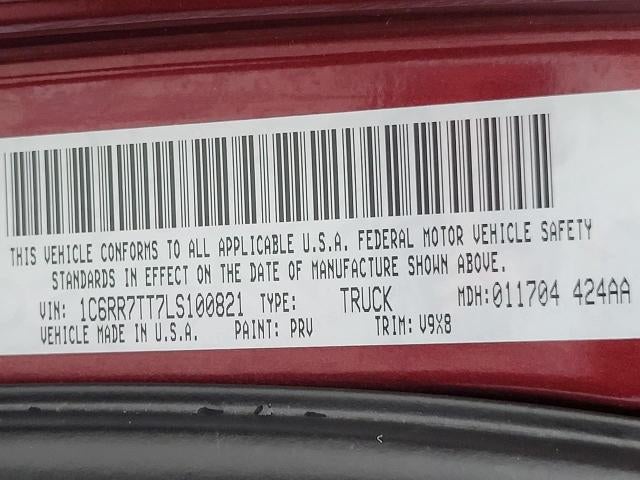 THIS VEHICLE CONFORMS TO ALL APPLICABLE U.S.A. FEDERAL MOTOR VEHICLE SAFETY
STANDARDS IN EFFECT ON THE DATE OF MANUFACTURE SHOWN ABOVE.
VIN: 1C6RR7TT7LS100821 TYPE: TRUCK MDH:011704 424AA
VEHICLE MADE IN U.S.A. PAINT: PRV TRIM: V9X8